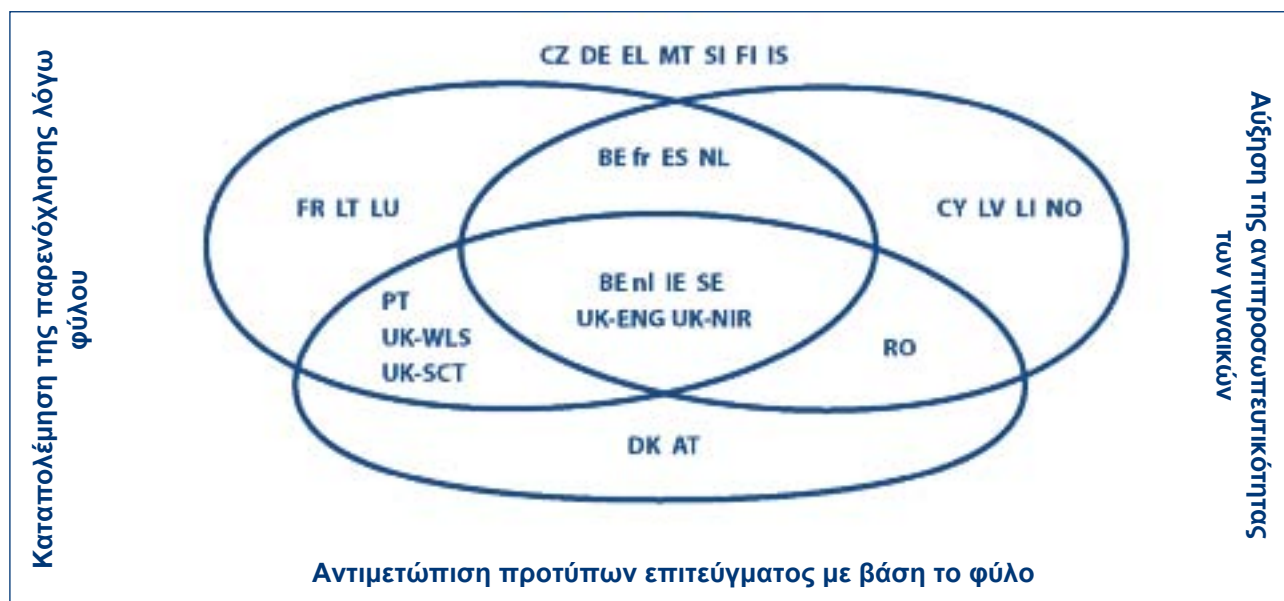 Καταπολέμηση της παρενόχλησης λόγω
φύλου
CZ DE EL MT SI FI IS
BE fr ES NL
FR LT LU
CY LV LI NO
BE nl IE SE
UK-ENG UK-NIR
PT
UK-WLS
UK-SCT
RO
DK AT
Αύξηση της αντιπροσωπευτικότητας
των γυναικών
Αντιμετώπιση προτύπων επιτεύγματος με βάση το φύλο